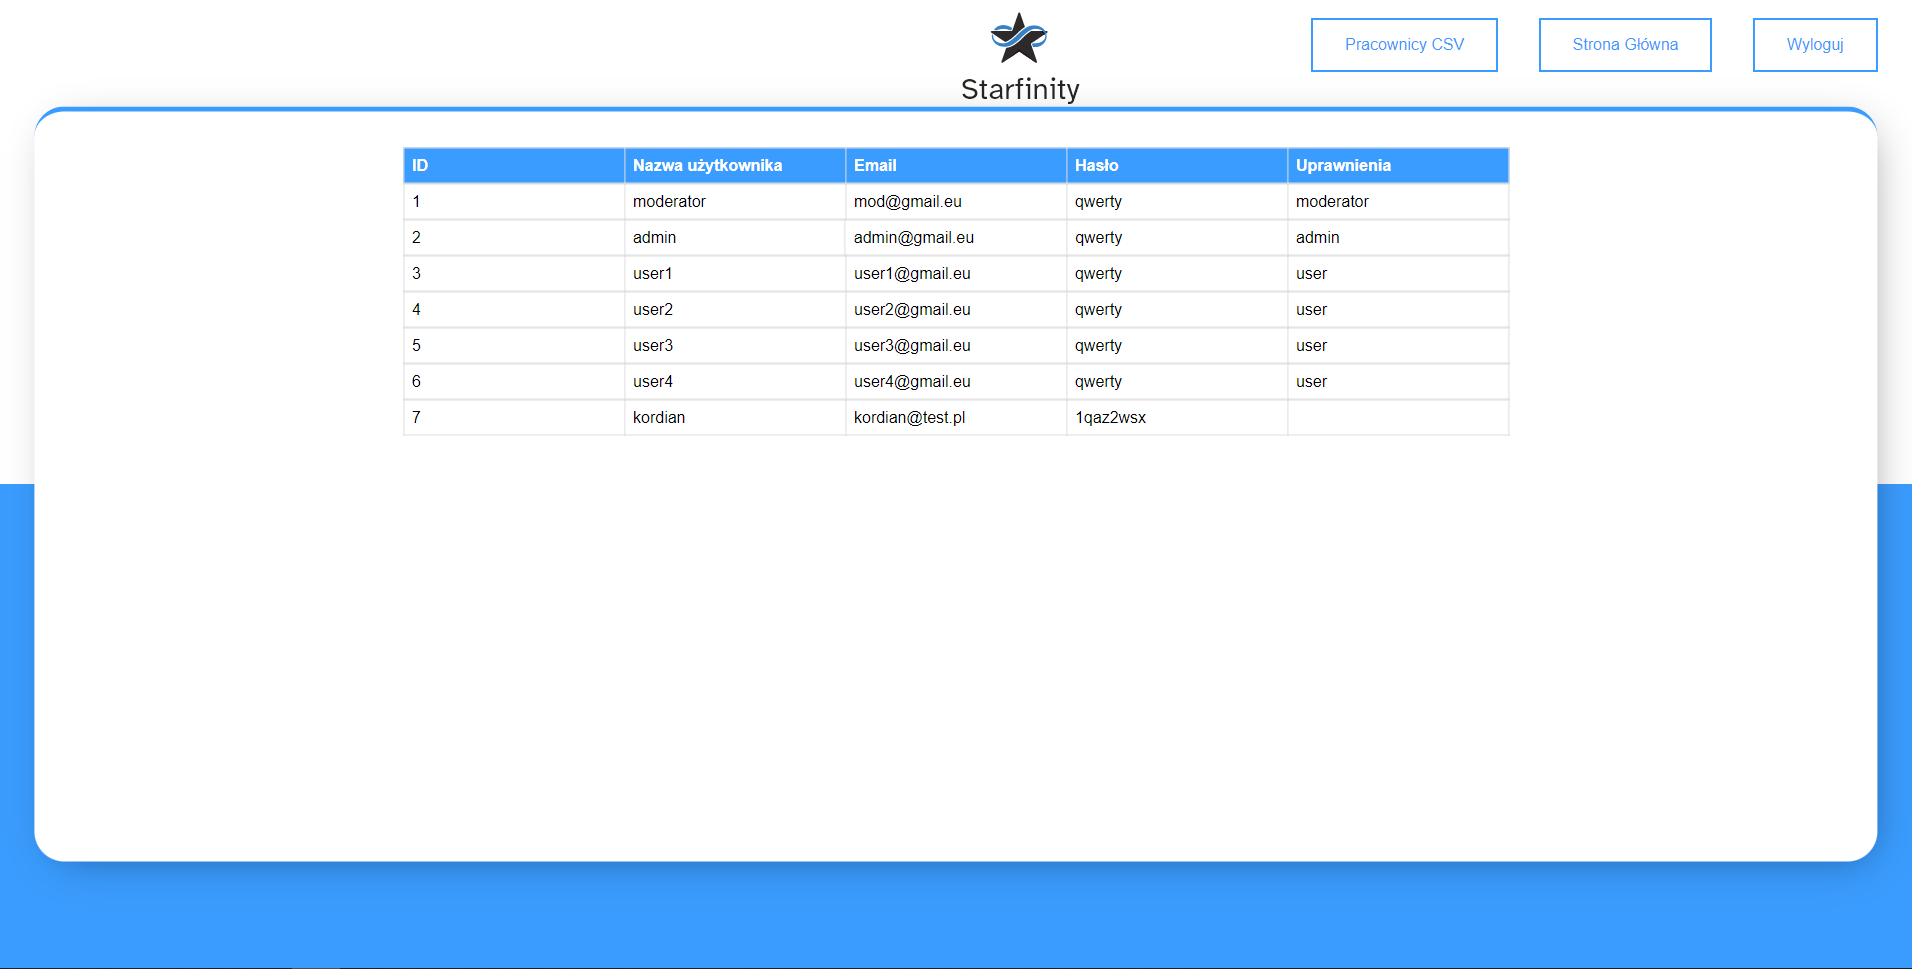 Starfinity
Pracownicy CSV
Strona Główna
Wyloguj
ID Nazwa użytkownika Email Hasło Uprawnienia
1 moderator mod@gmail.eu qwerty moderator
2 admin admin@gmail.eu qwerty admin
3 user1 user1@gmail.eu qwerty user
4 user2 user2@gmail.eu qwerty user
5 user3 user3@gmail.eu qwerty user
6 user4 user4@gmail.eu qwerty user
7 kordian kordian@test.pl 1qaz2wsx